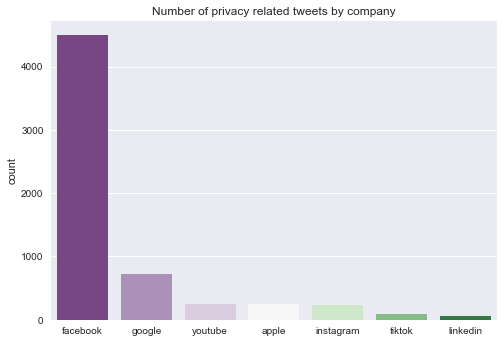 Number of privacy related tweets by company
count
4000
3000
2000
1000
0
facebook google youtube apple instagram tiktok linkedin